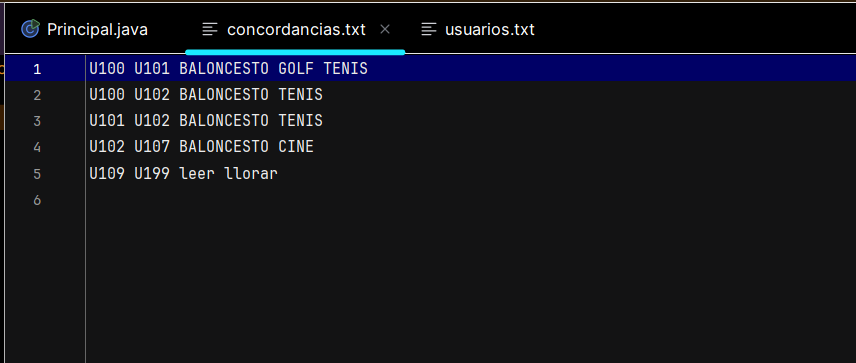 Principal.java concordancias.txt usuarios.txt
1 U100 U101 BALONCESTO GOLF TENIS
2 U100 U102 BALONCESTO TENIS
3 U101 U102 BALONCESTO TENIS
4 U102 U107 BALONCESTO CINE
5 U109 U199 leer llorar
6